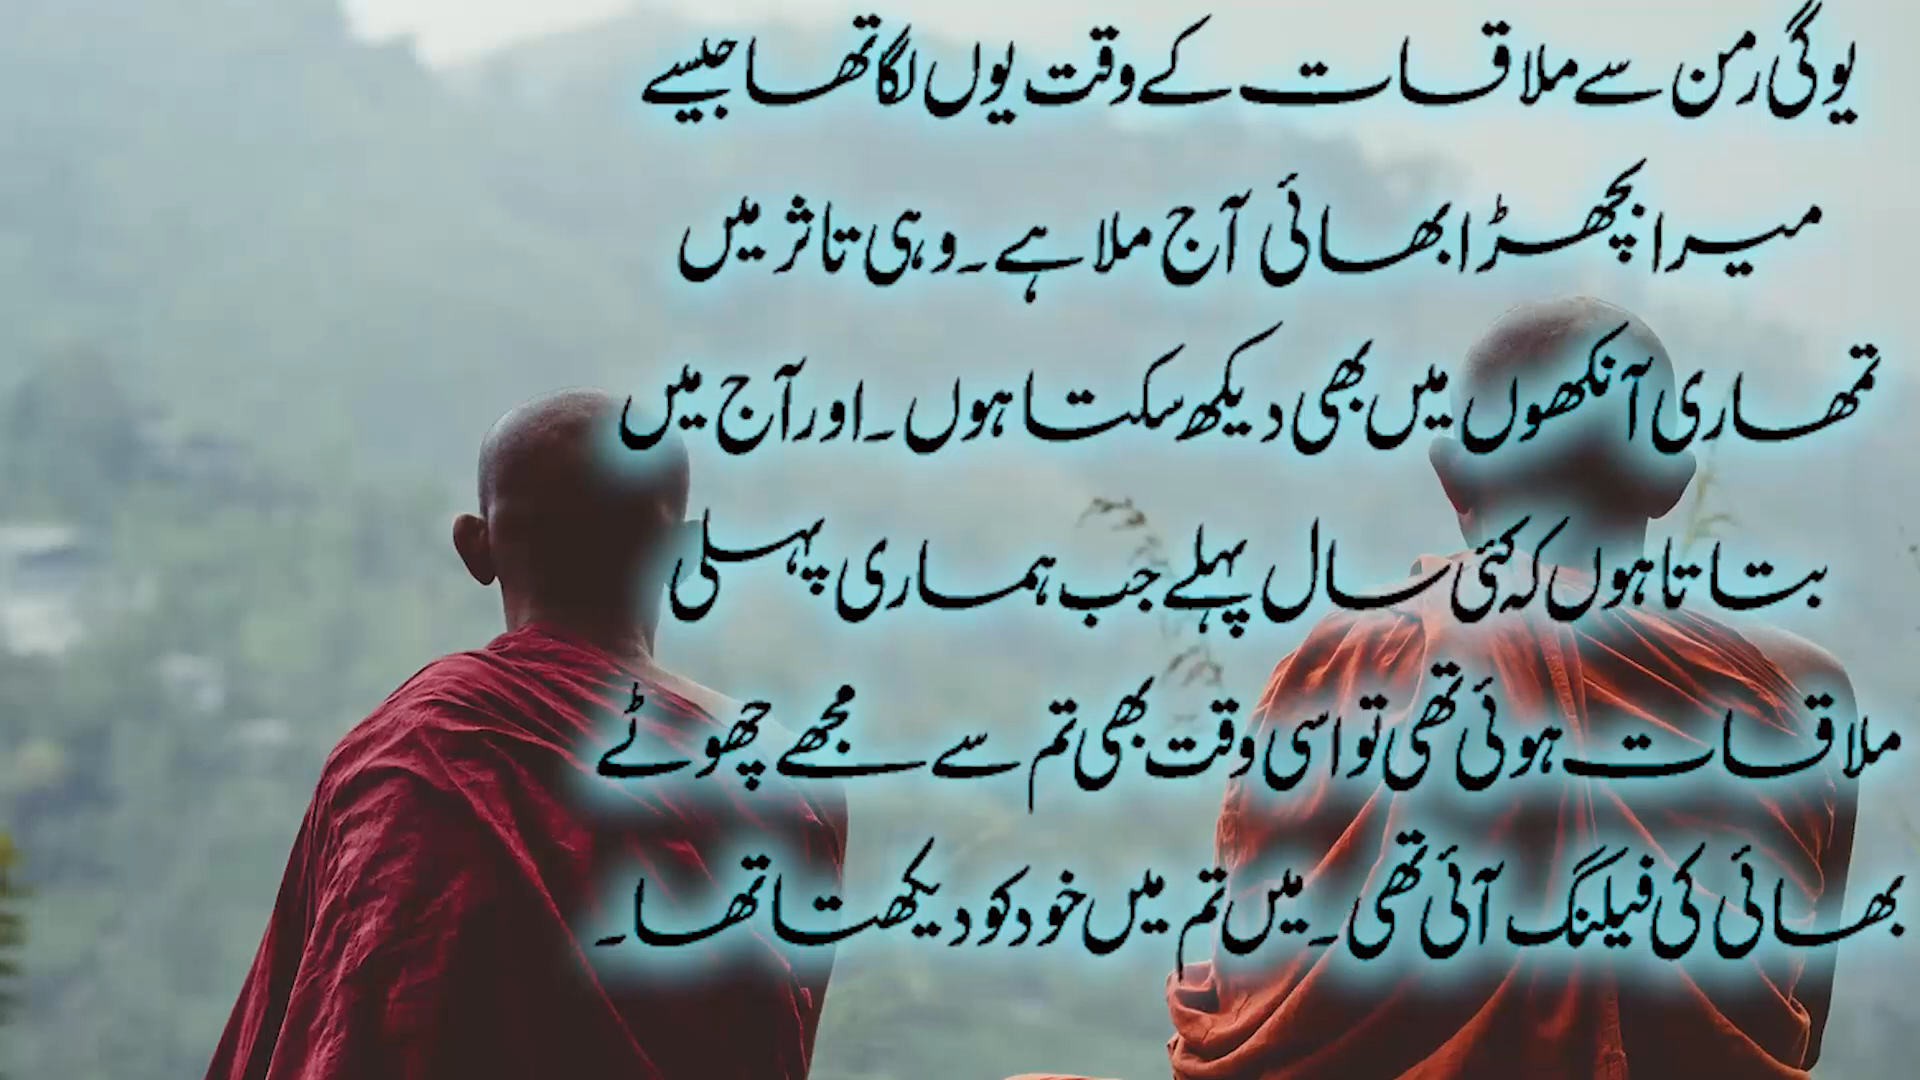 یوگی رمن سے ملاقات کے وقت یوں لگا تھا جیسے
میرا بچھڑا بھائی آج ملا ہے۔ وہی تاثر میں
تمھاری آنکھوں میں بھی دیکھ سکتا ہوں۔ اور آج میں
بتاتا ہوں کہ کئی سال پہلے جب ہماری پہلی
ملاقات ہوئی تھی تو اسی وقت بھی تم سے مجھے چھوٹے
بھائی کی فیلنگ آئی تھی۔ میں تم میں خود کو دیکھتا تھا۔